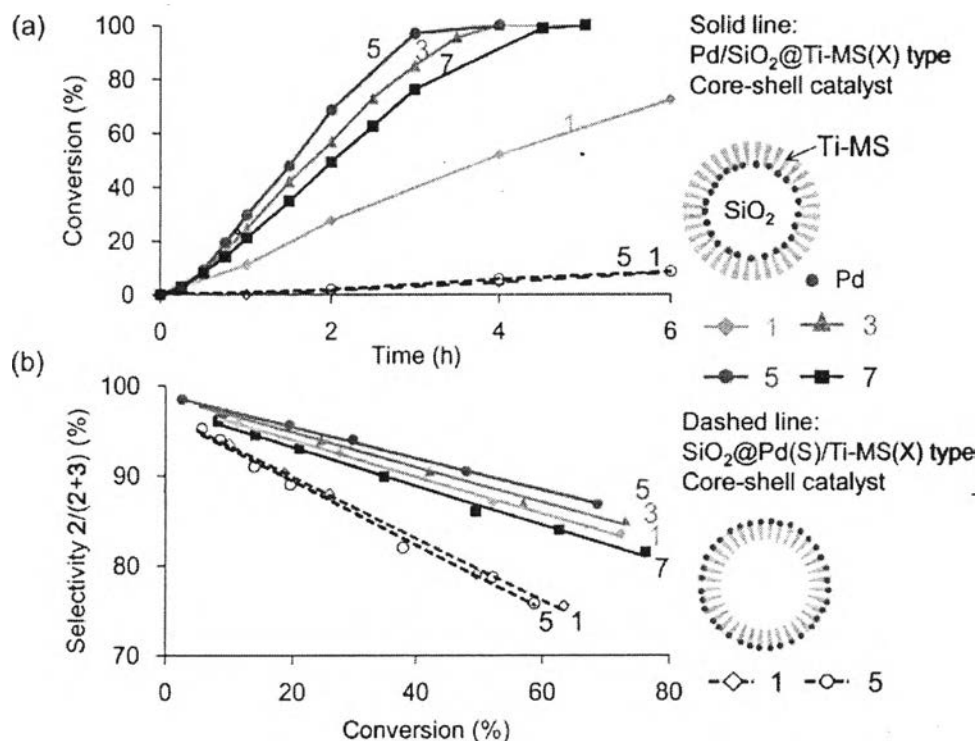 (a)
100
80
60
40
20
0
Conversion (%)
5
3
7
1
5 1
0 2 4 6
Time (h)
Solid line:
Pd/SiO₂@Ti-MS(X) type
Core-shell catalyst
Ti-MS
SiO₂
Pd
1 3
5 7
(b)
100
90
80
70
Selectivity 2/(2+3) (%)
5
3
1
7
5 1
0 20 40 60 80
Conversion (%)
Dashed line:
SiO₂@Pd(S)/Ti-MS(X) type
Core-shell catalyst
1 5